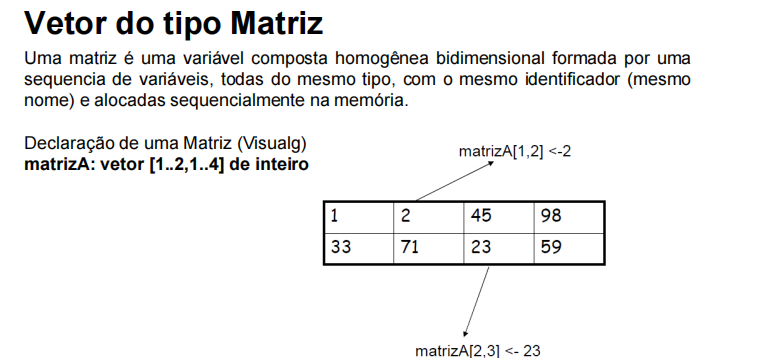 Vetor do tipo Matriz
Uma matriz é uma variável composta homogênea bidimensional formada por uma
sequencia de variáveis, todas do mesmo tipo, com o mesmo identificador (mesmo
nome) e alocadas sequencialmente na memória.
Declaração de uma Matriz (Visualg)
matrizA: vetor [1..2,1..4] de inteiro
matrizA[1,2] <-2
1 2 45 98
33 71 23 59
matrizA[2,3] <- 23